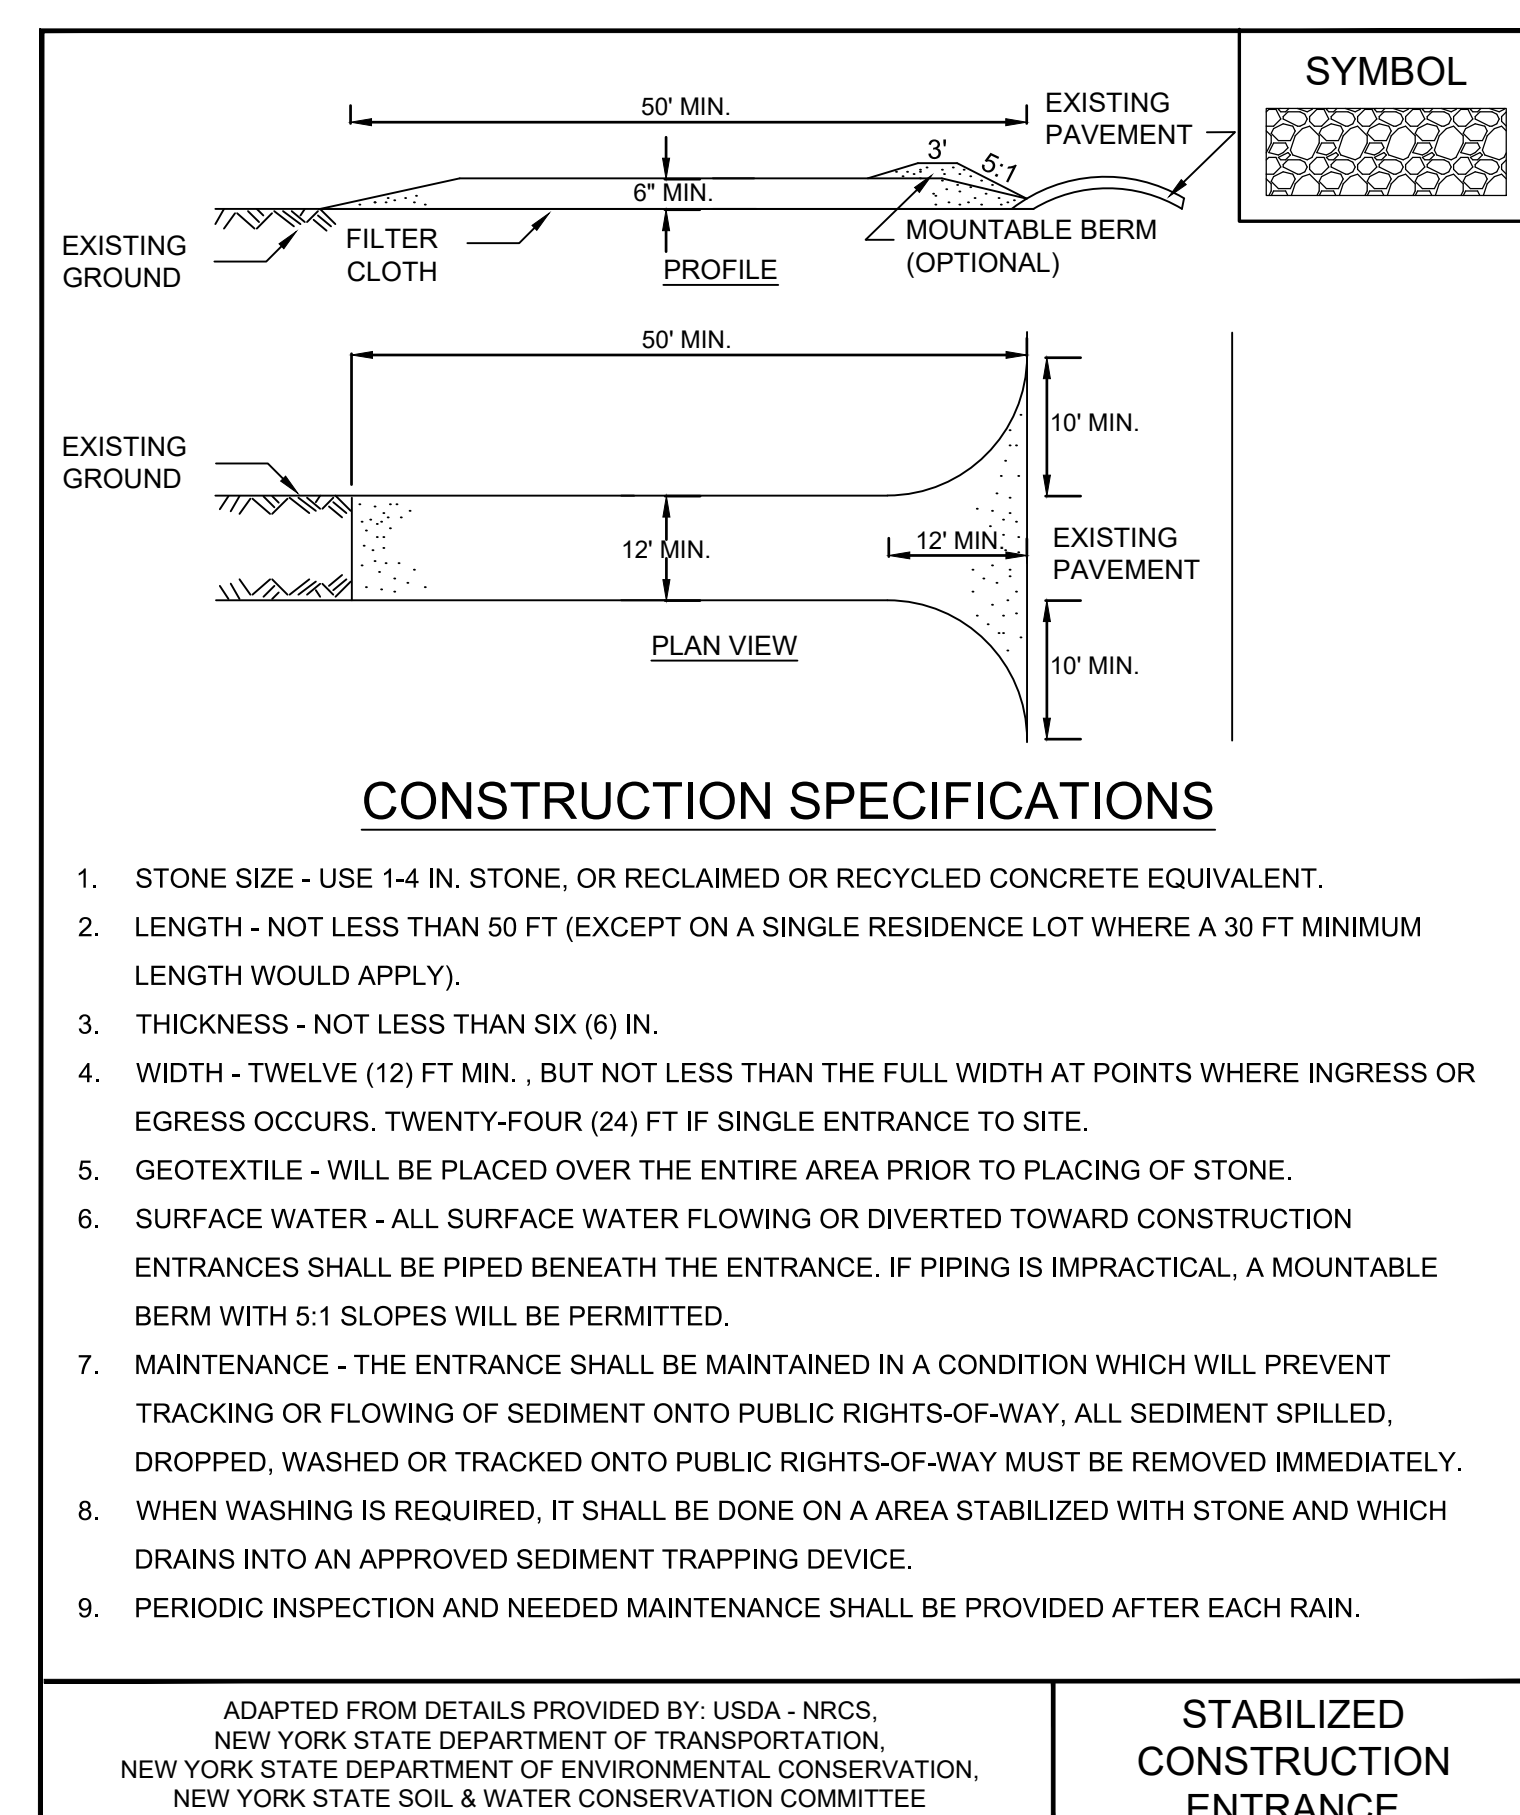 SYMBOL
50' MIN.
EXISTING
PAVEMENT
3'
5:1
6" MIN.
EXISTING
GROUND
FILTER
CLOTH
PROFILE
MOUNTABLE BERM
(OPTIONAL)
50' MIN.
10' MIN.
EXISTING
GROUND
12' MIN.
12' MIN.
EXISTING
PAVEMENT
PLAN VIEW
10' MIN.
CONSTRUCTION SPECIFICATIONS
1. STONE SIZE - USE 1-4 IN. STONE, OR RECLAIMED OR RECYCLED CONCRETE EQUIVALENT.
2. LENGTH - NOT LESS THAN 50 FT (EXCEPT ON A SINGLE RESIDENCE LOT WHERE A 30 FT MINIMUM
LENGTH WOULD APPLY).
3. THICKNESS - NOT LESS THAN SIX (6) IN.
4. WIDTH - TWELVE (12) FT MIN. , BUT NOT LESS THAN THE FULL WIDTH AT POINTS WHERE INGRESS OR
EGRESS OCCURS. TWENTY-FOUR (24) FT IF SINGLE ENTRANCE TO SITE.
5. GEOTEXTILE - WILL BE PLACED OVER THE ENTIRE AREA PRIOR TO PLACING OF STONE.
6. SURFACE WATER - ALL SURFACE WATER FLOWING OR DIVERTED TOWARD CONSTRUCTION
ENTRANCES SHALL BE PIPED BENEATH THE ENTRANCE. IF PIPING IS IMPRACTICAL, A MOUNTABLE
BERM WITH 5:1 SLOPES WILL BE PERMITTED.
7. MAINTENANCE - THE ENTRANCE SHALL BE MAINTAINED IN A CONDITION WHICH WILL PREVENT
TRACKING OR FLOWING OF SEDIMENT ONTO PUBLIC RIGHTS-OF-WAY, ALL SEDIMENT SPILLED,
DROPPED, WASHED OR TRACKED ONTO PUBLIC RIGHTS-OF-WAY MUST BE REMOVED IMMEDIATELY.
8. WHEN WASHING IS REQUIRED, IT SHALL BE DONE ON A AREA STABILIZED WITH STONE AND WHICH
DRAINS INTO AN APPROVED SEDIMENT TRAPPING DEVICE.
9. PERIODIC INSPECTION AND NEEDED MAINTENANCE SHALL BE PROVIDED AFTER EACH RAIN.
ADAPTED FROM DETAILS PROVIDED BY: USDA - NRCS,
NEW YORK STATE DEPARTMENT OF TRANSPORTATION,
NEW YORK STATE DEPARTMENT OF ENVIRONMENTAL CONSERVATION,
NEW YORK STATE SOIL & WATER CONSERVATION COMMITTEE
STABILIZED
CONSTRUCTION
ENTRANCE